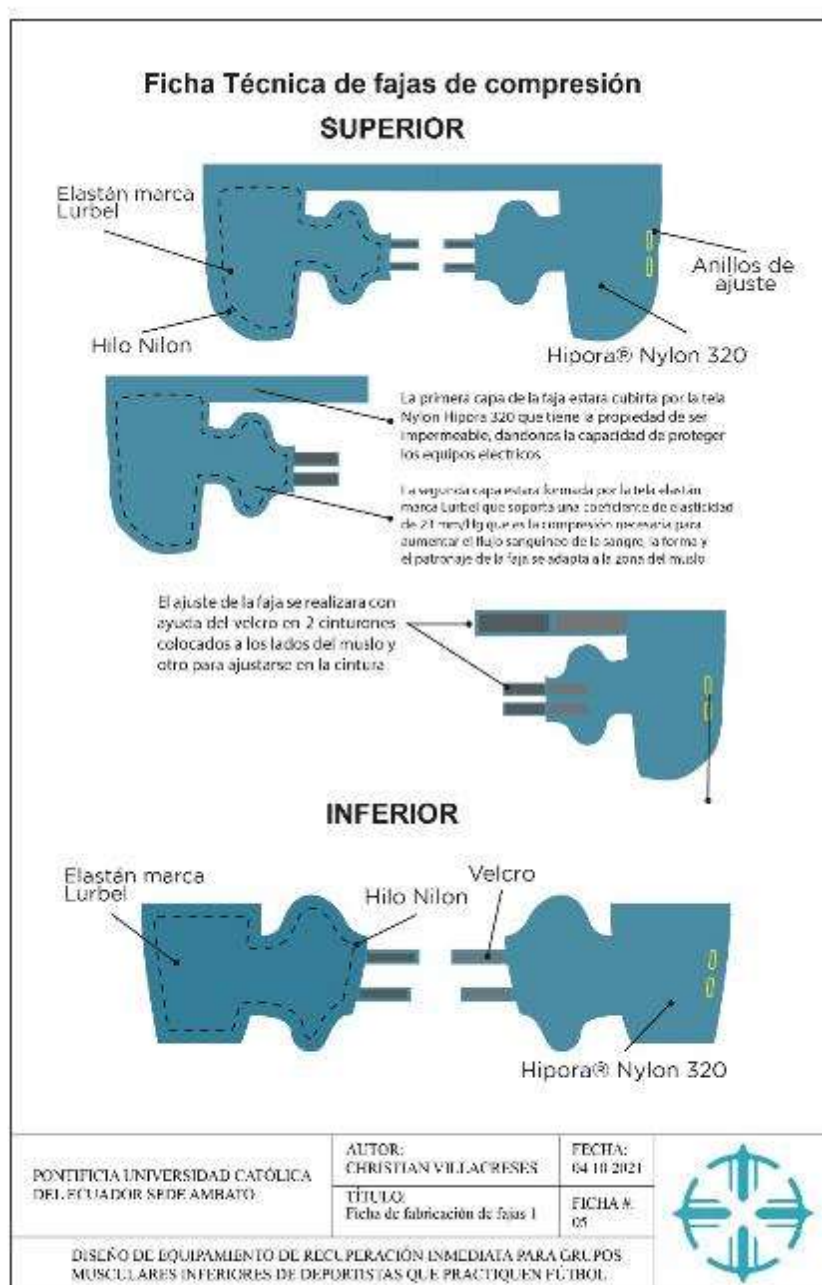 Ficha Técnica de fajas de compresión
SUPERIOR
Elastán marca
Lurbel
Hilo Nilon
Anillos de
ajuste
Hipora® Nylon 320
La primera capa de la faja estara cubirta por la tela
Nylon Hipora 320 que tiene la propiedad de ser
impermeable, dandonos la capacidad de proteger
los equipos electricos
La segunda capa estara formada por la tela elastán
marca Lurbel que soporta una coeficiente de elasticidad
de mm/Hg que es la compresión necesaria para
aumentar el flujo sanguineo de la sangre, la forma y
el patronaje de la faja se adapta a la zona del muslo
El ajuste de la faja se realizara con
ayuda del velcro en 2 cinturones
colocados a los lados del muslo y
otro para ajustarse en la cintura
INFERIOR
Elastán marca
Lurbel
Hilo Nilon
Velcro
Hipora® Nylon 320
PONTIFICIA UNIVERSIDAD CATÓLICA
DEL ECUADOR SEDE AMBATO
AUTOR:
CHRISTIAN VILLACRESES
FECHA:
04 10 2021
TÍTULO:
Ficha de fabricación de fajas 1
FICHA #:
05
DISEÑO DE EQUIPAMIENTO DE RECUPERACIÓN INMEDIATA PARA GRUPOS
MUSCULARES INFERIORES DE DEPORTISTAS QUE PRACTIQUEN FÚTBOL